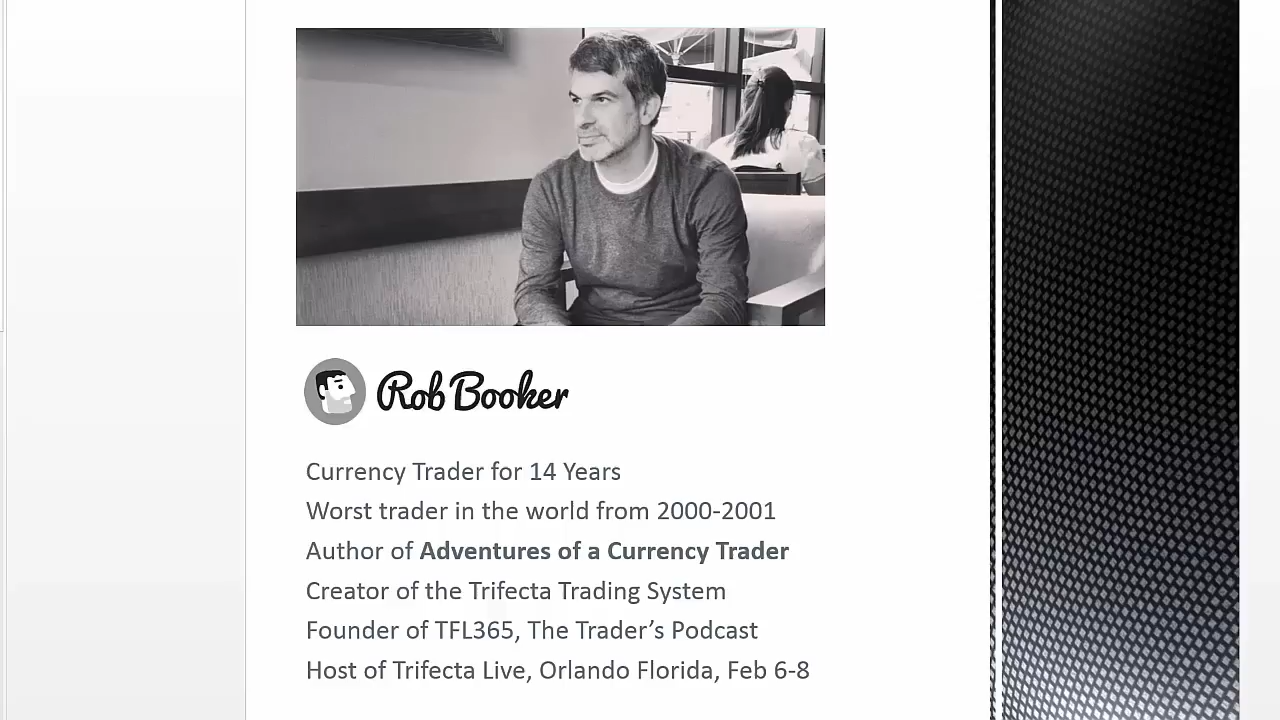 Rob Booker
Currency Trader for 14 Years
Worst trader in the world from 2000-2001
Author of Adventures of a Currency Trader
Creator of the Trifecta Trading System
Founder of TFL365, The Trader’s Podcast
Host of Trifecta Live, Orlando Florida, Feb 6-8